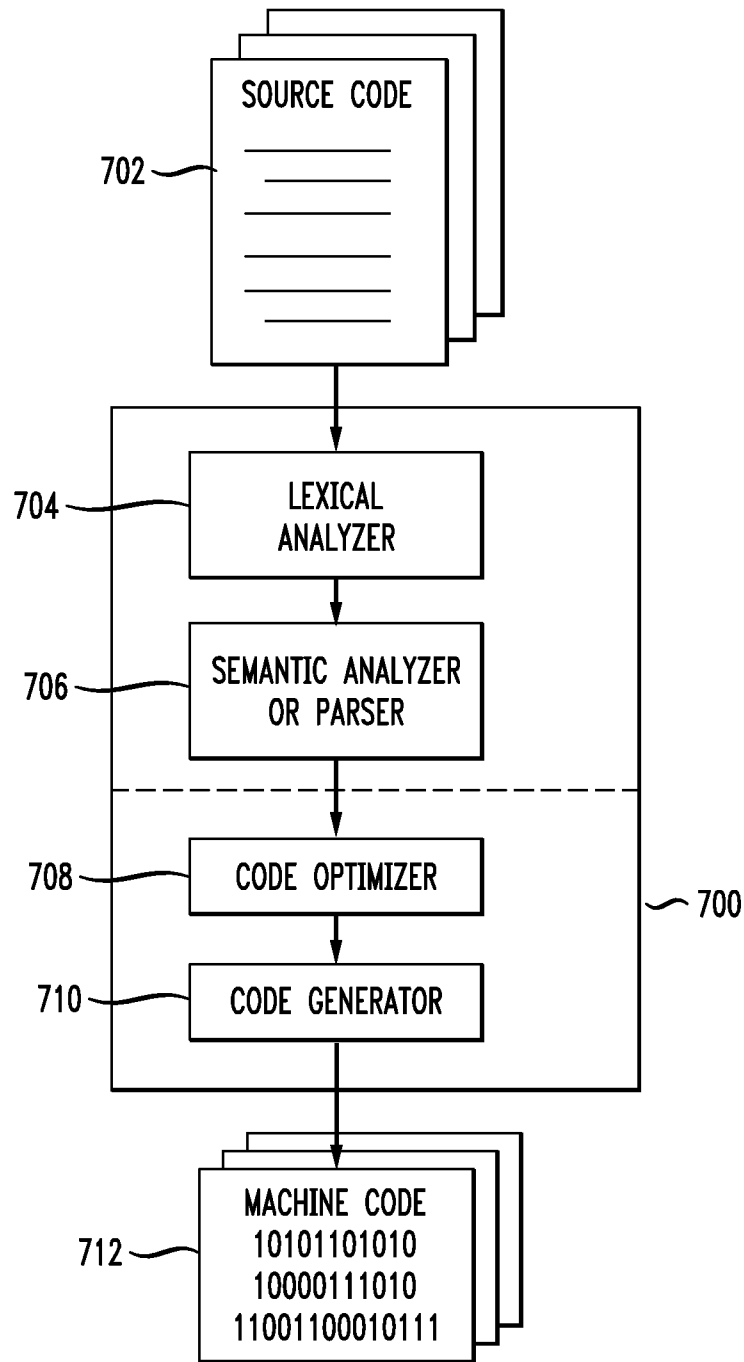 SOURCE CODE
702
704
LEXICAL
ANALYZER
706
SEMANTIC ANALYZER
OR PARSER
708
CODE OPTIMIZER
700
710
CODE GENERATOR
712
MACHINE CODE
10101101010
10000111010
11001100010111